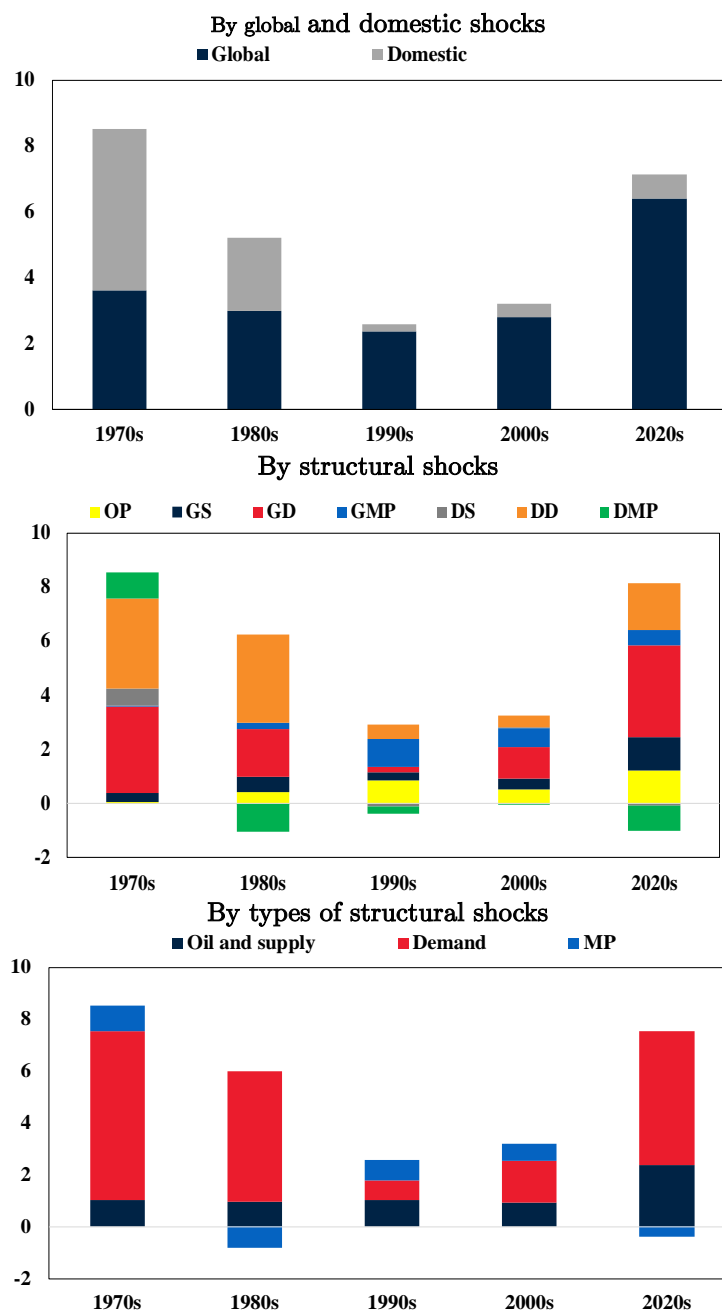 By global and domestic shocks
Global Domestic
10
8
6
4
2
0
1970s 1980s 1990s 2000s 2020s
By structural shocks
OP GS GD GMP DS DD DMP
10
8
6
4
2
0
-2
1970s 1980s 1990s 2000s 2020s
By types of structural shocks
Oil and supply Demand MP
10
8
6
4
2
0
-2
1970s 1980s 1990s 2000s 2020s